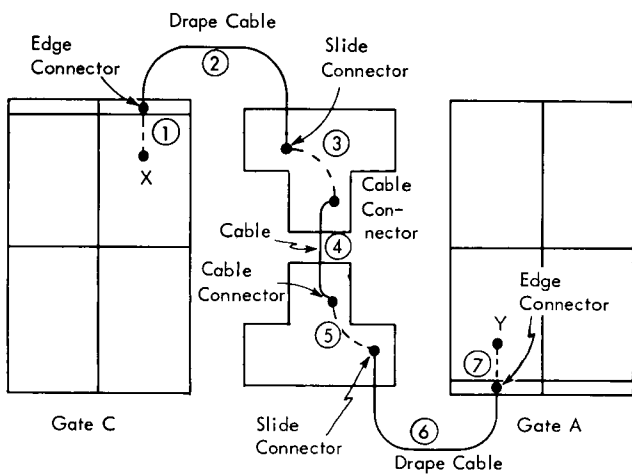 Drape Cable
Edge
Connector
2
Slide
Connector
1
3
X
Cable
Con-
nector
Cable
4
Cable
Connector
Edge
Connector
5
Y
7
Gate C
Slide
Connector
6
Gate A
Drape Cable